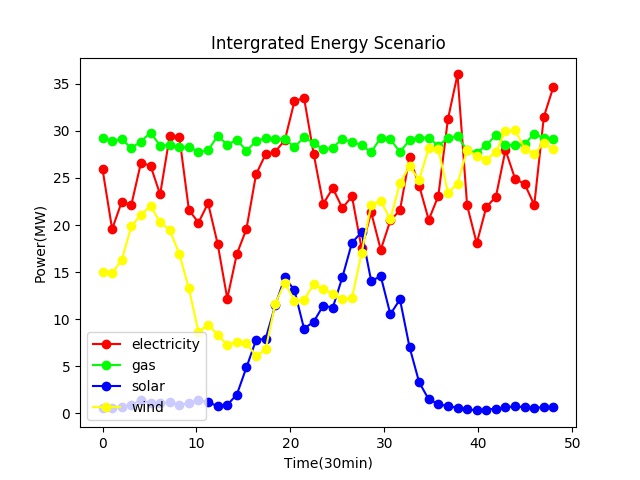 Intergrated Energy Scenario
Power(MW)
35
30
25
20
15
10
5
0
electricity
gas
solar
wind
0 10 20 30 40 50
Time(30min)